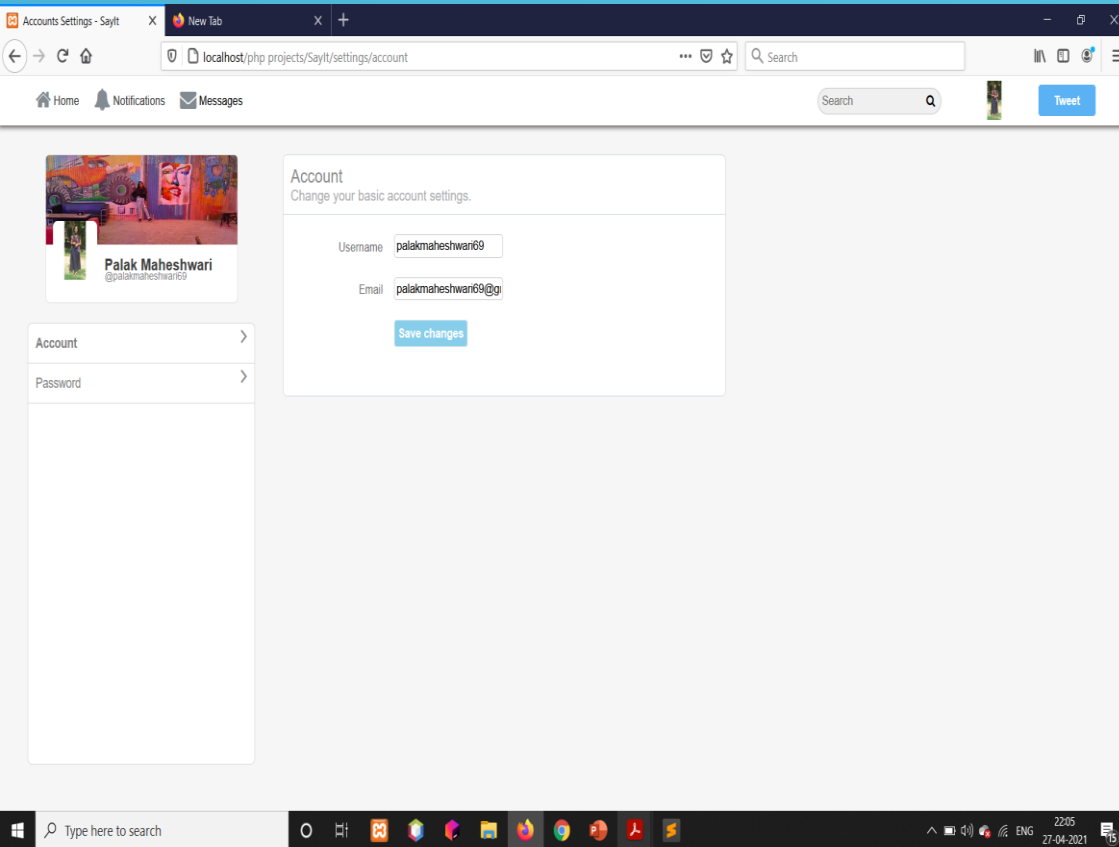 Accounts Settings - SayIt X New Tab X
localhost/php projects/SayIt/settings/account Search
Home Notifications Messages Search Tweet
Account
Change your basic account settings.
Username palakmaheshwari69
Email palakmaheshwari69@g
Save changes
Palak Maheshwari
@palakmaheshwari69
Account
Password
Type here to search ENG 22:05
27-04-2021 15